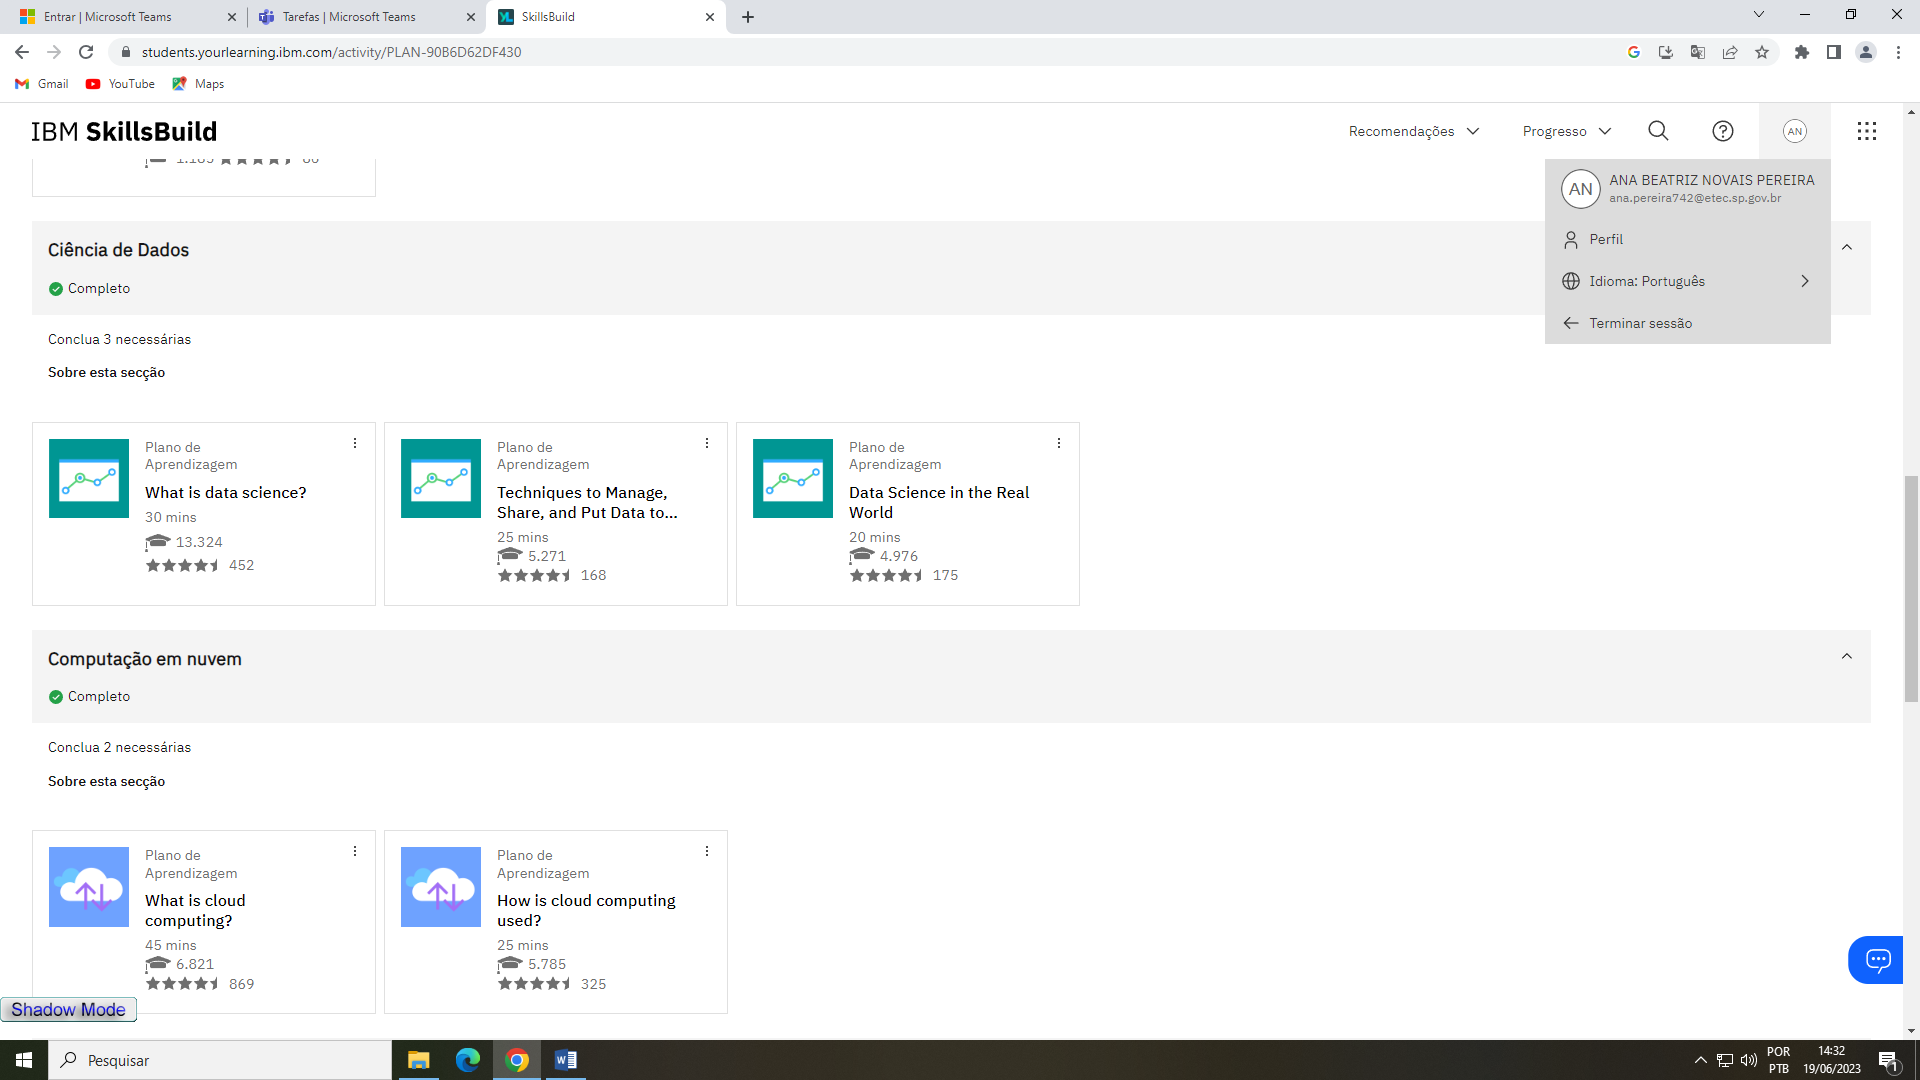 Entrar | Microsoft Teams
Tarefas | Microsoft Teams
SkillsBuild
students.yourlearning.ibm.com/activity/PLAN-90B6D62DF430
Gmail
YouTube
Maps
IBM SkillsBuild
Recomendações
Progresso
AN
AN
ANA BEATRIZ NOVAIS PEREIRA
ana.pereira742@etec.sp.gov.br
Perfil
Idioma: Português
Terminar sessão
Ciência de Dados
Completo
Conclua 3 necessárias
Sobre esta secção
Plano de
Aprendizagem
What is data science?
30 mins
13.324
452
Plano de
Aprendizagem
Techniques to Manage,
Share, and Put Data to...
25 mins
5.271
168
Plano de
Aprendizagem
Data Science in the Real
World
20 mins
4.976
175
Computação em nuvem
Completo
Conclua 2 necessárias
Sobre esta secção
Plano de
Aprendizagem
What is cloud
computing?
45 mins
6.821
869
Plano de
Aprendizagem
How is cloud computing
used?
25 mins
5.785
325
Shadow Mode
Pesquisar
POR
PTB
14:32
19/06/2023
1